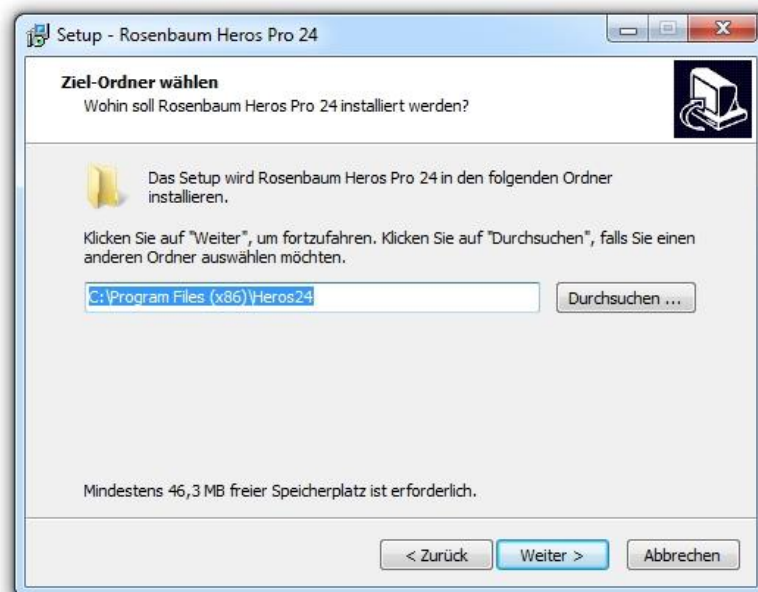 Setup - Rosenbaum Heros Pro 24
Ziel-Ordner wählen
Wohin soll Rosenbaum Heros Pro 24 installiert werden?
Das Setup wird Rosenbaum Heros Pro 24 in den folgenden Ordner
installieren.
Klicken Sie auf "Weiter", um fortzufahren. Klicken Sie auf "Durchsuchen", falls Sie einen
anderen Ordner auswählen möchten.
C:\Program Files (x86)\Heros24
Durchsuchen ...
Mindestens 46,3 MB freier Speicherplatz ist erforderlich.
< Zurück
Weiter >
Abbrechen